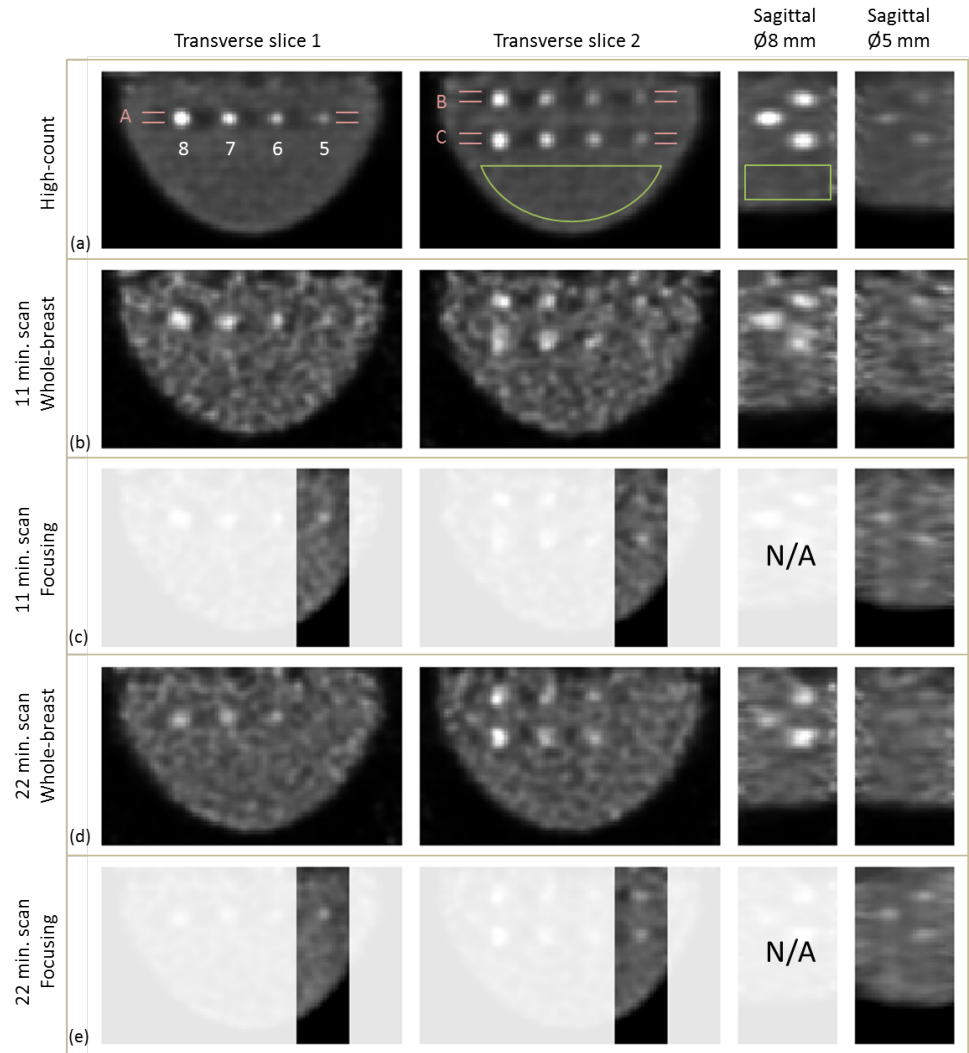 Transverse slice 1
Transverse slice 2
Sagittal
Ø8 mm
Sagittal
Ø5 mm
High-count
(a)
A
8 7 6 5
B
C
11 min. scan
Whole-breast
(b)
11 min. scan
Focusing
(c)
N/A
22 min. scan
Whole-breast
(d)
22 min. scan
Focusing
(e)
N/A